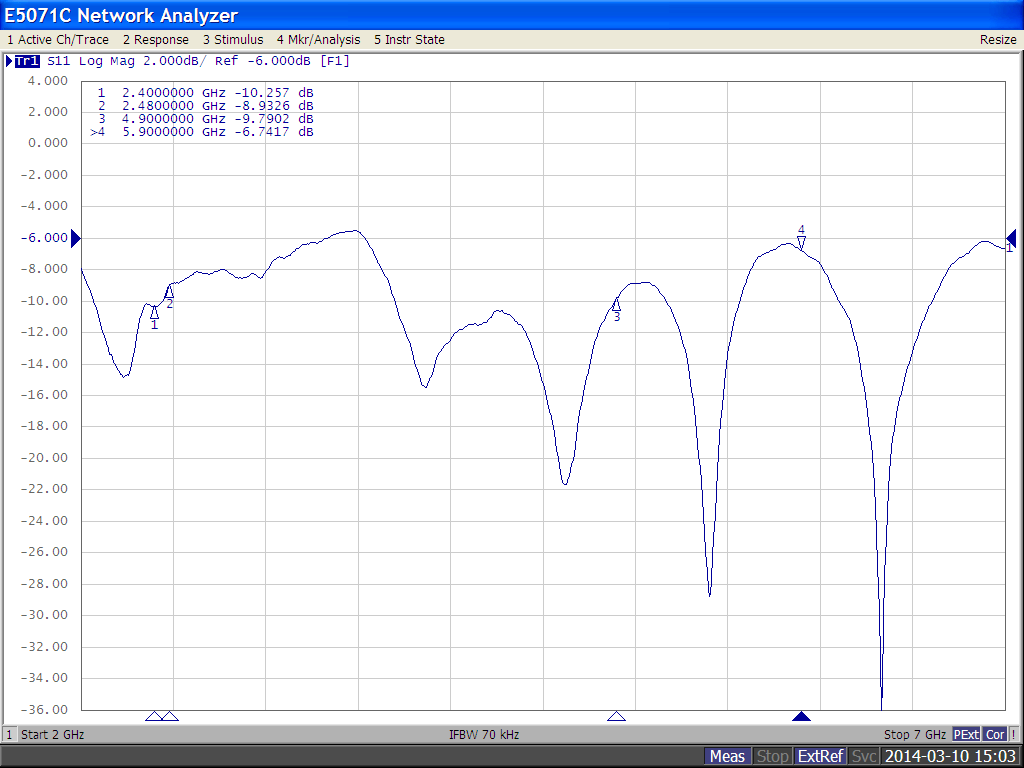 E5071C Network Analyzer
1 Active Ch/Trace 2 Response 3 Stimulus 4 Mkr/Analysis 5 Instr State Resize
Tr1 S11 Log Mag 2.000dB/ Ref -6.000dB [F1]
4.000
1 2.4000000 GHz -10.257 dB
2 2.4800000 GHz -8.9326 dB
2.000
3 4.9000000 GHz -9.7902 dB
>4 5.9000000 GHz -6.7417 dB
0.000
-2.000
-4.000
4
-6.000
1
-8.000
-10.00
2
3
1
-12.00
-14.00
-16.00
-18.00
-20.00
-22.00
-24.00
-26.00
-28.00
-30.00
-32.00
-34.00
-36.00
1 Start 2 GHz IFBW 70 kHz Stop 7 GHz PExt Cor !
Meas Stop ExtRef Svc 2014-03-10 15:03